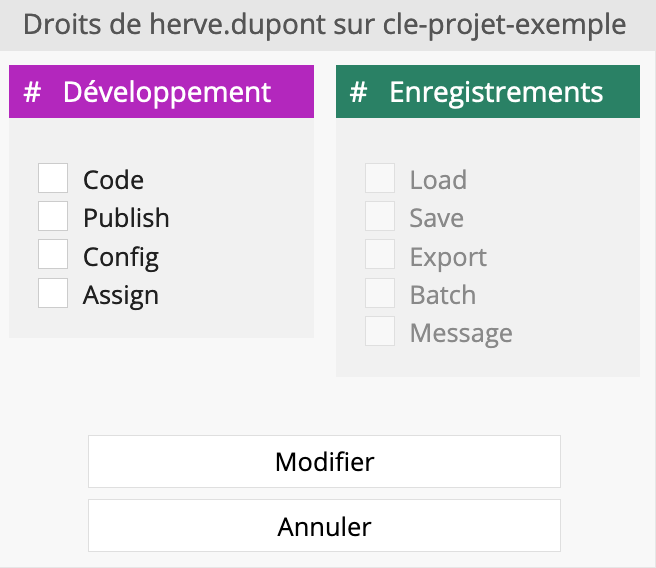 Droits de herve.dupont sur cle-projet-exemple
# Développement
Code
Publish
Config
Assign
# Enregistrements
Load
Save
Export
Batch
Message
Modifier
Annuler